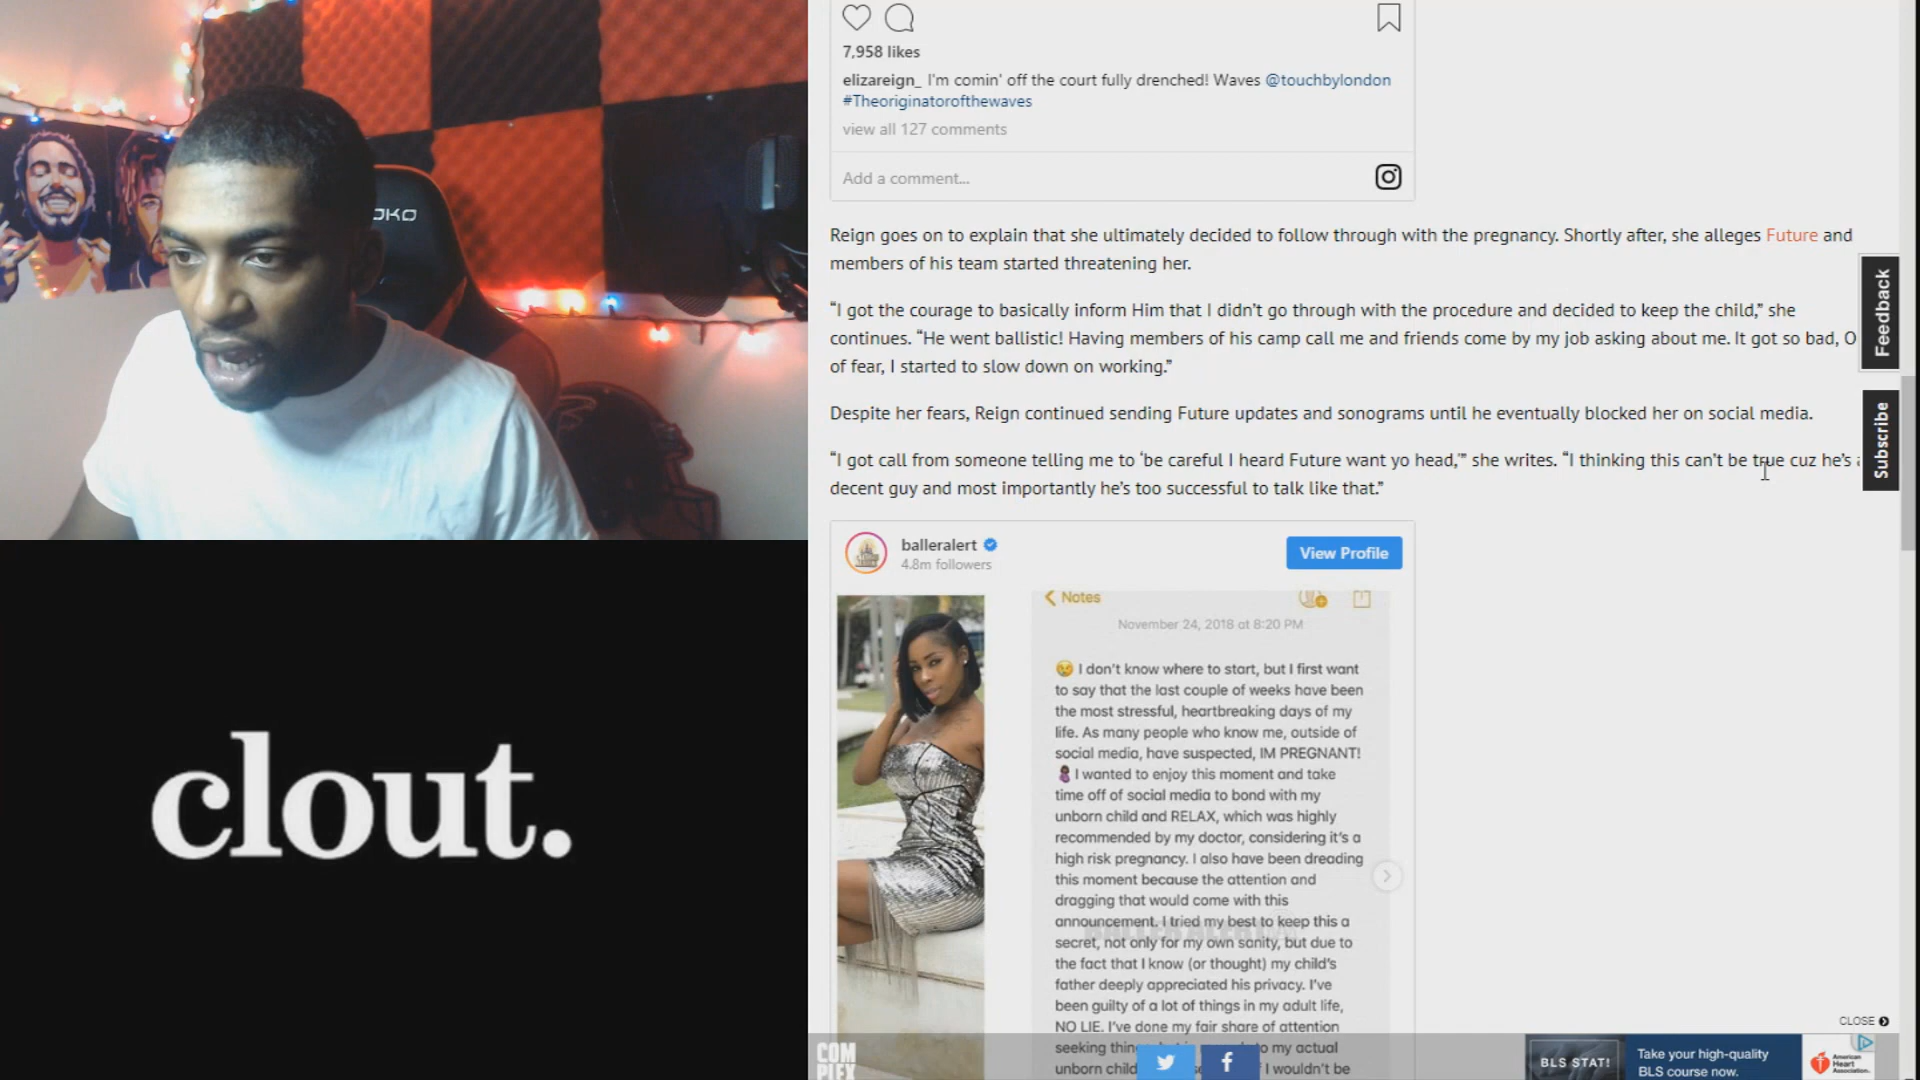 OKO
clout.
7,958 likes
elizareign_ I'm comin' off the court fully drenched! Waves @touchbylondon
#Theoriginatorofthewaves
view all 127 comments
Add a comment...
Reign goes on to explain that she ultimately decided to follow through with the pregnancy. Shortly after, she alleges Future and
members of his team started threatening her.
“I got the courage to basically inform Him that I didn’t go through with the procedure and decided to keep the child,” she
continues. “He went ballistic! Having members of his camp call me and friends come by my job asking about me. It got so bad, O
of fear, I started to slow down on working.”
Despite her fears, Reign continued sending Future updates and sonograms until he eventually blocked her on social media.
“I got call from someone telling me to ‘be careful I heard Future want yo head,’” she writes. “I thinking this can’t be true cuz he’s a
decent guy and most importantly he’s too successful to talk like that.”
balleralert
4.8m followers
View Profile
Notes
November 24, 2018 at 8:20 PM
😉 I don't know where to start, but I first want
to say that the last couple of weeks have been
the most stressful, heartbreaking days of my
life. As many people who know me, outside of
social media, have suspected, IM PREGNANT!
I wanted to enjoy this moment and take
time off of social media to bond with my
unborn child and RELAX, which was highly
recommended by my doctor, considering it's a
high risk pregnancy. I also have been dreading
this moment because the attention and
dragging that would come with this
announcement. I tried my best to keep this a
secret, not only for my own sanity, but due to
the fact that I know (or thought) my child's
father deeply appreciated his privacy. I've
been guilty of a lot of things in my adult life,
NO LIE. I've done my fair share of attention
seeking thin to my actual
unborn child I wouldn't be
Feedback
Subscribe
CLOSE
COM
PLEX
BLS STAT!
Take your high-quality
BLS course now.
American
Heart
Association